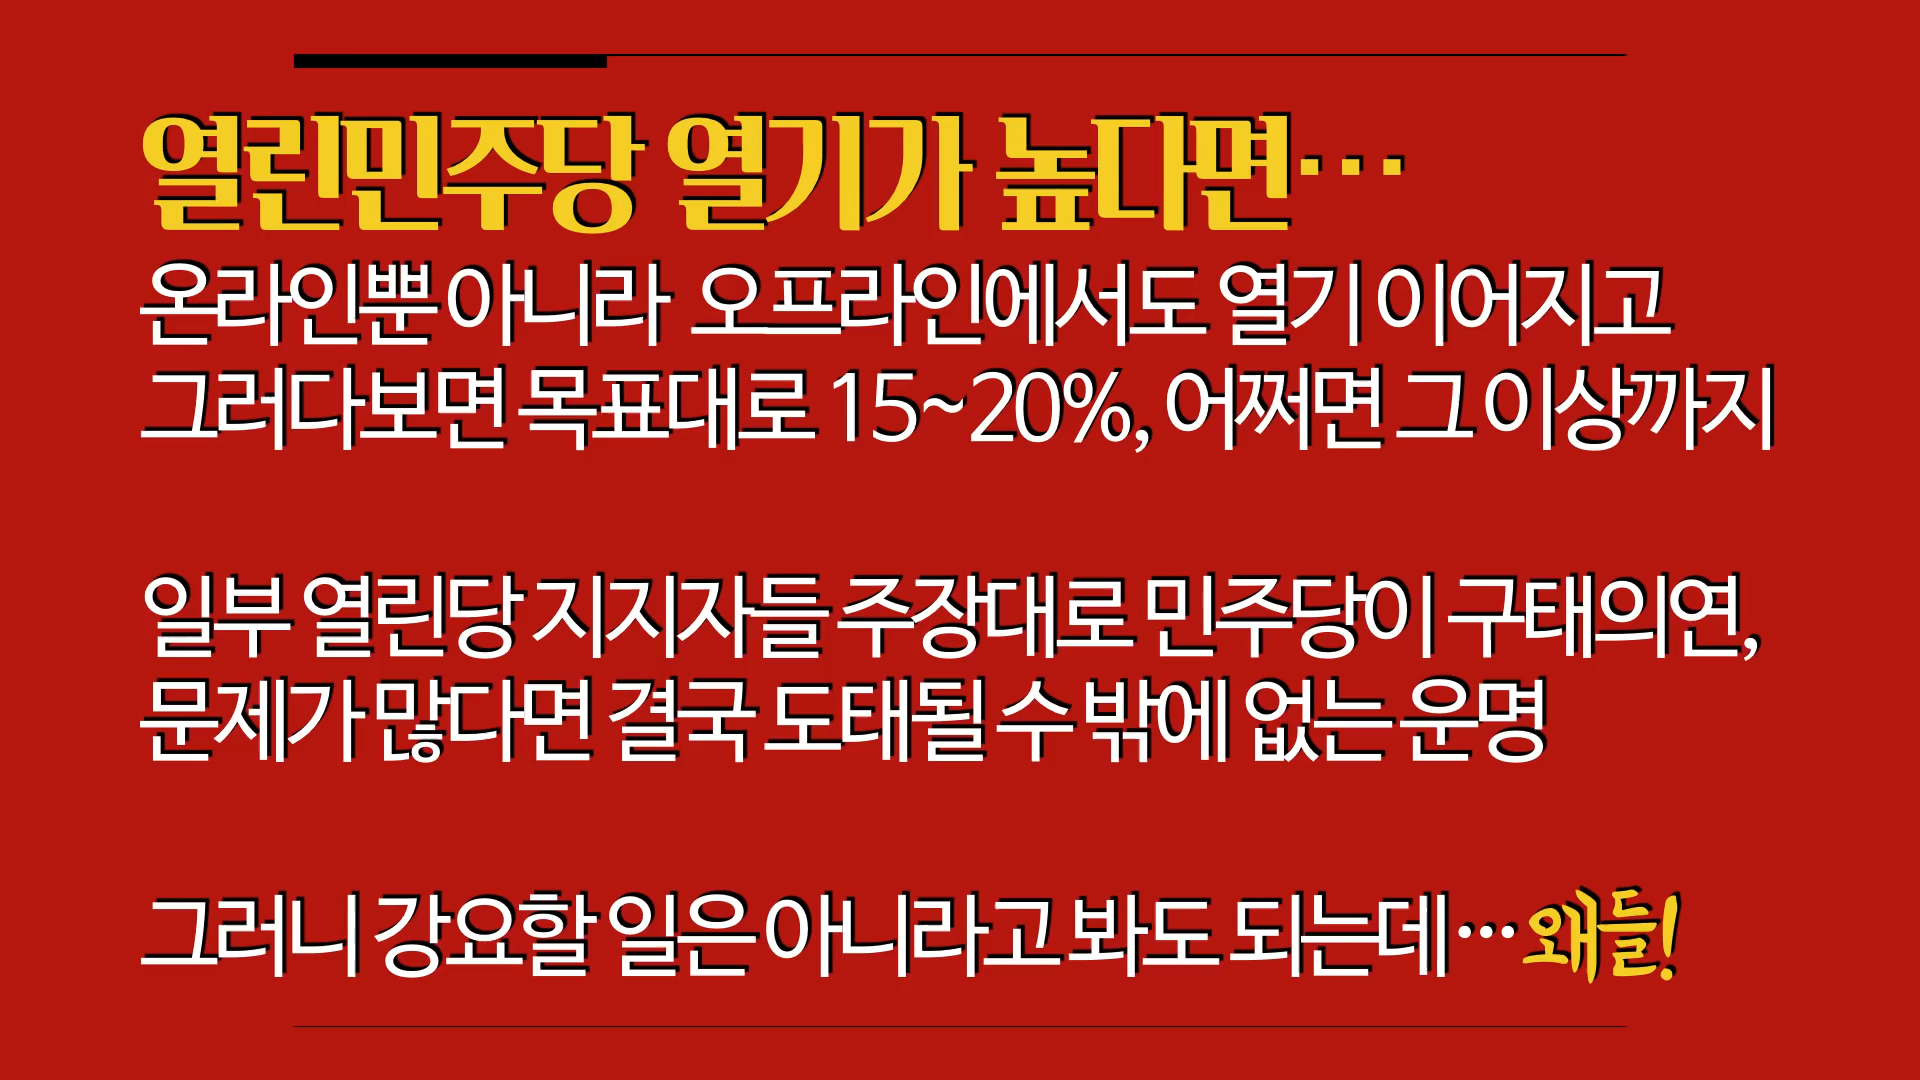 열린민주당 열기가 높다면…
온라인뿐 아니라 오프라인에서도 열기 이어지고
그러다보면 목표대로 15~20%, 어쩌면 그 이상까지
일부 열린당 지지자들 주장대로 민주당이 구태의연,
문제가 많다면 결국 도태될 수 밖에 없는 운명
그러니 강요할 일은 아니라고 봐도 되는데…왜들!